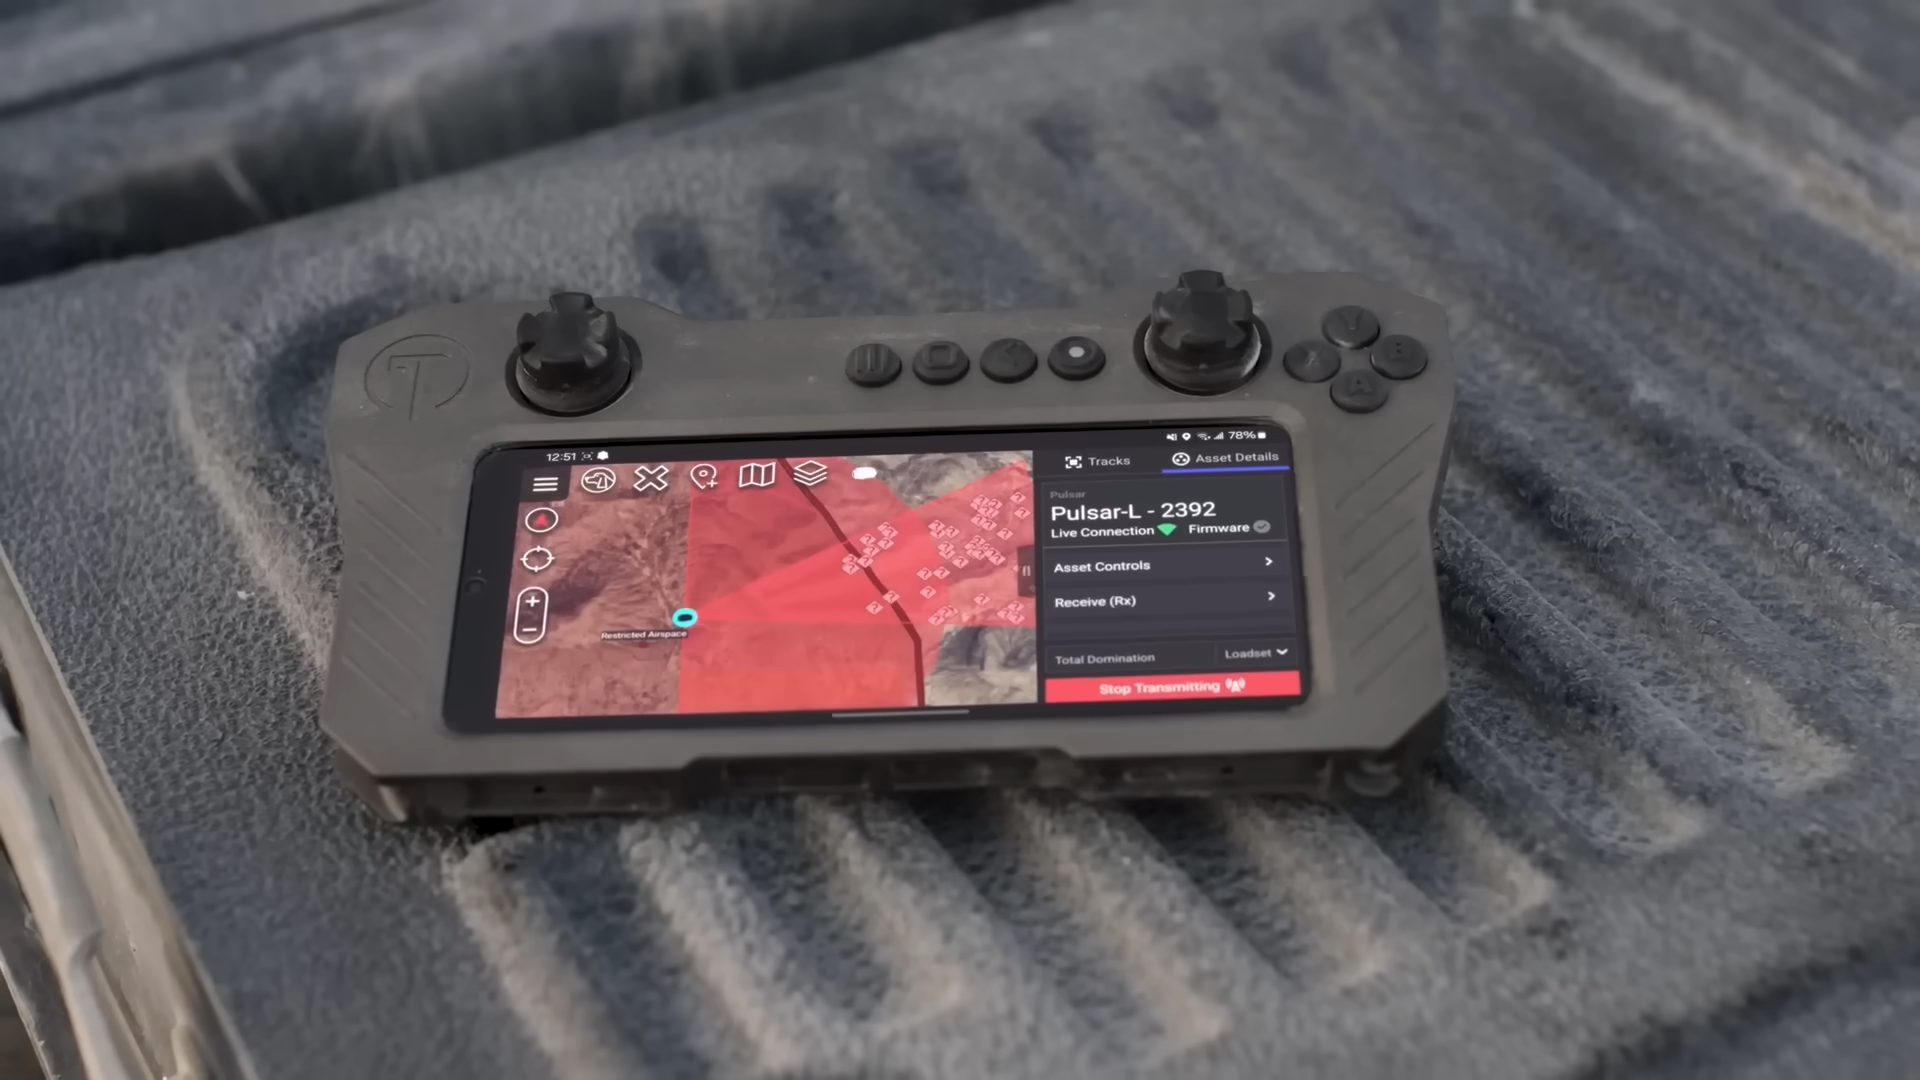 Y
X
B
A
12:51
78%
Tracks
Asset Details
Pulsar
Pulsar-L - 2392
Live Connection
Firmware
Asset Controls
Receive (Rx)
Restricted Airspace
Total Domination
Loadset
Stop Transmitting